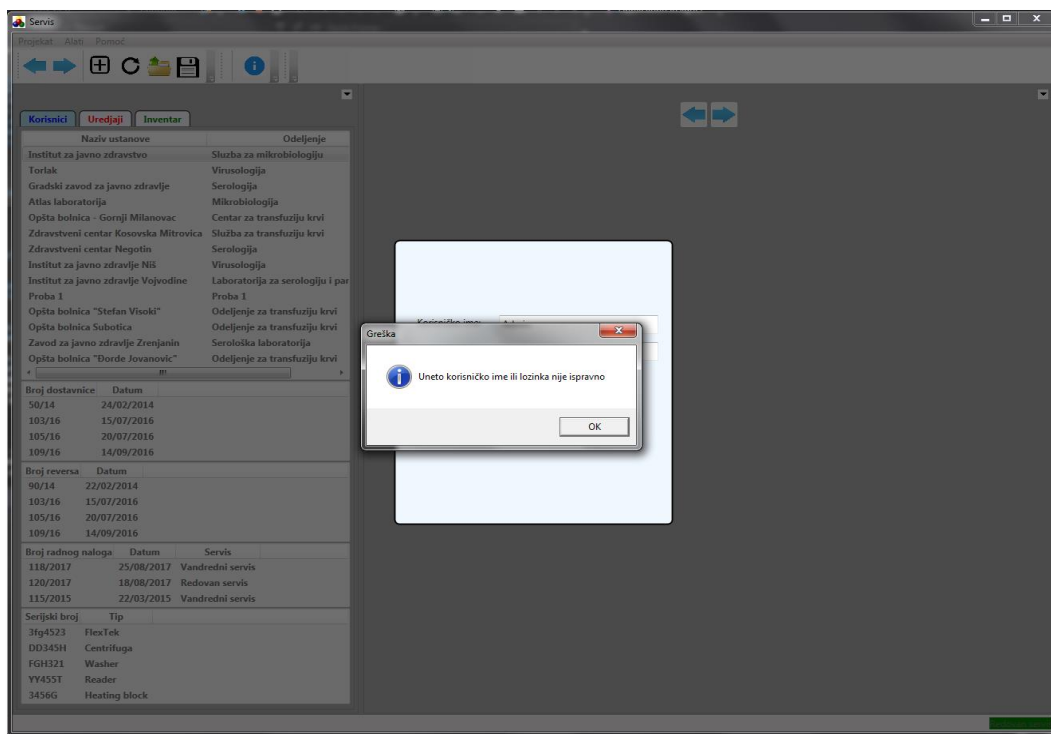 Servis
Projekat Alati Pomoć
Korisnici Uredjaji Inventar
Naziv ustanove Odeljenje
Institut za javno zdravstvo Sluzba za mikrobiologiju
Torlak Virusologija
Gradski zavod za javno zdravlje Serologija
Atlas laboratorija Mikrobiologija
Opšta bolnica - Gornji Milanovac Centar za transfuziju krvi
Zdravstveni centar Kosovska Mitrovica Služba za transfuziju krvi
Zdravstveni centar Negotin Serologija
Institut za javno zdravlje Niš Virusologija
Institut za javno zdravlje Vojvodine Laboratorija za serologiju i par
Proba 1 Proba 1
Opšta bolnica "Stefan Visoki" Odeljenje za transfuziju krvi
Opšta bolnica Subotica Odeljenje za transfuziju krvi
Zavod za javno zdravlje Zrenjanin Serološka laboratorija
Opšta bolnica "Đorđe Jovanovic" Odeljenje za transfuziju krvi
Broj dostavnice Datum
50/14 24/02/2014
103/16 15/07/2016
105/16 20/07/2016
109/16 14/09/2016
Broj reversa Datum
90/14 22/02/2014
103/16 15/07/2016
105/16 20/07/2016
109/16 14/09/2016
Broj radnog naloga Datum Servis
118/2017 25/08/2017 Vandredni servis
120/2017 18/08/2017 Redovan servis
115/2015 22/03/2015 Vandredni servis
Serijski broj Tip
3fg4523 FlexTek
DD345H Centrifuga
FGH321 Washer
YY455T Reader
3456G Heating block
Korisničko ime:
Greška
Uneto korisničko ime ili lozinka nije ispravno
OK